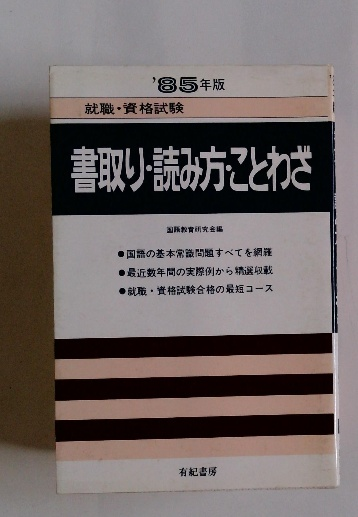 '85年版
就職・資格試験
書取り・読み方・ことわざ
国語教育研究会編
●国語の基本常識問題すべてを網羅
●最近数年間の実際例から精選収載
●就職・資格試験合格の最短コース
有紀書房